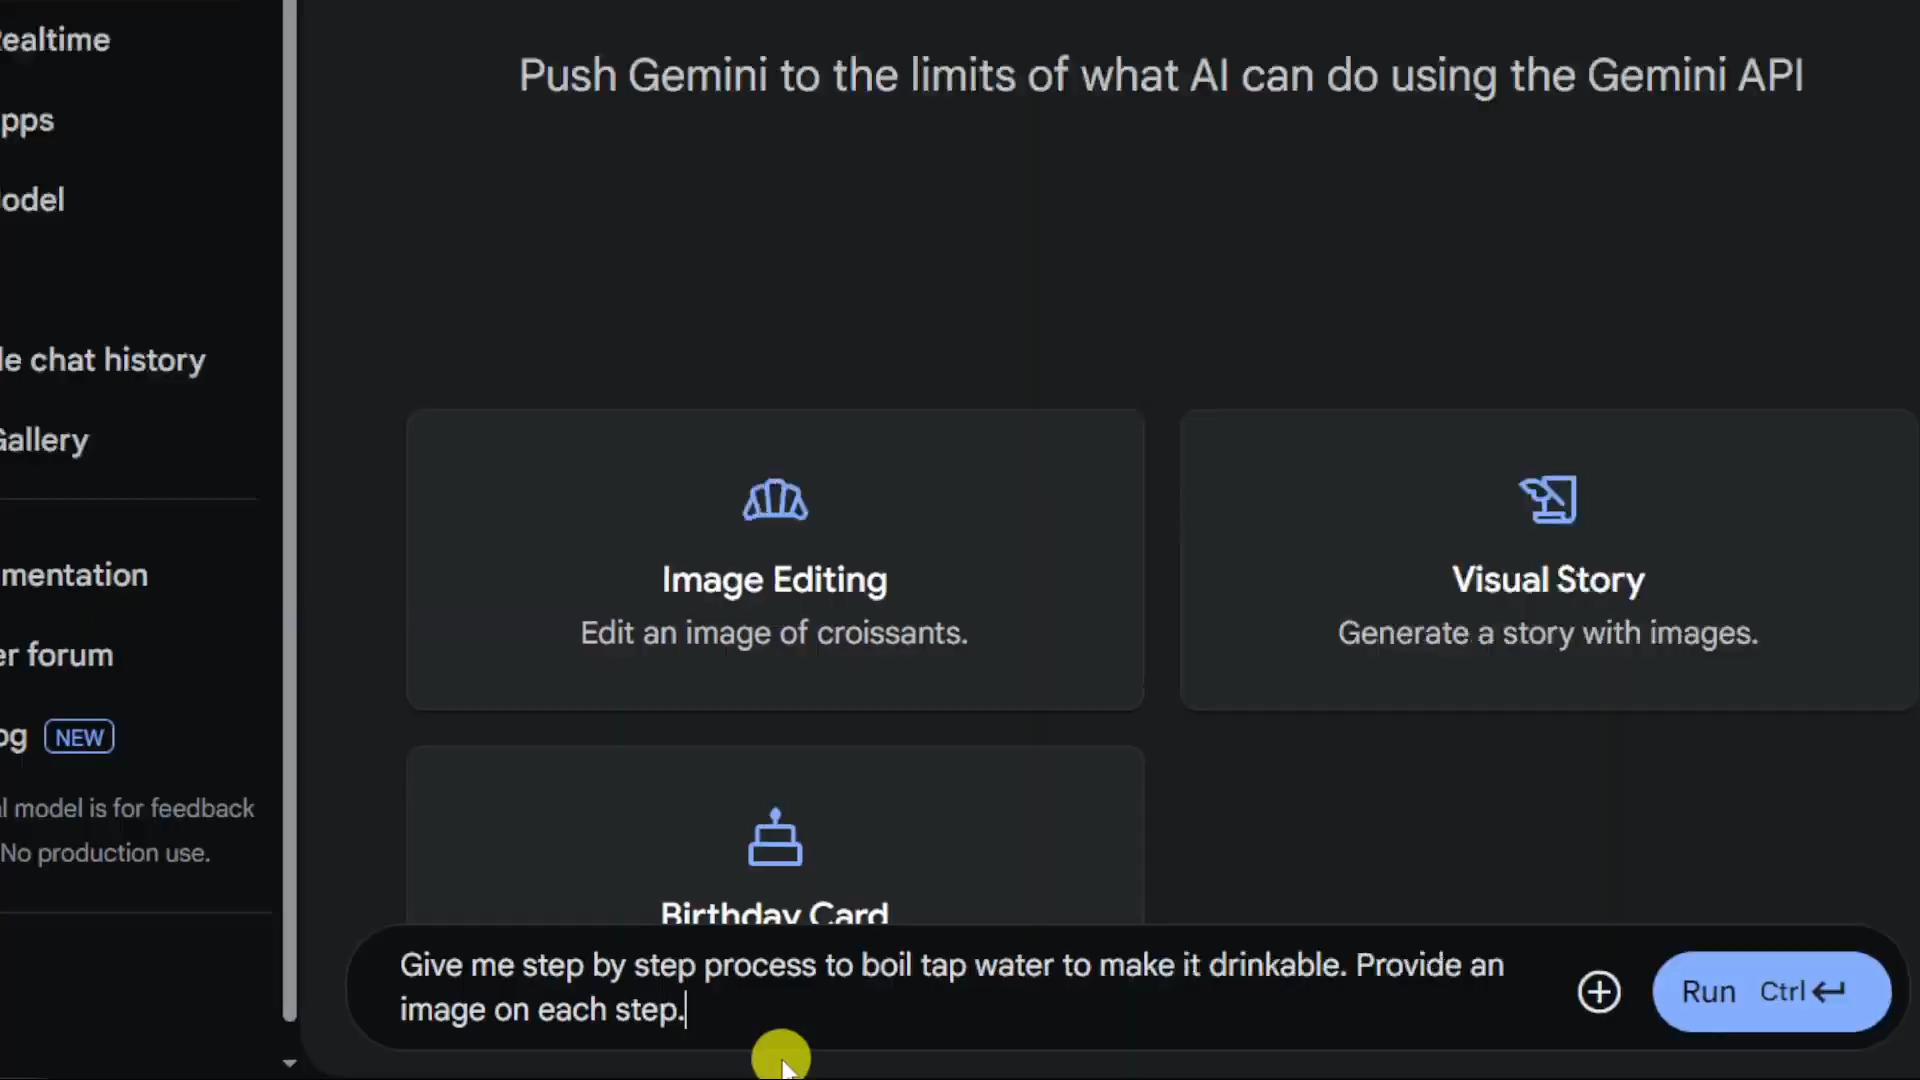 Realtime
pps
odel
le chat history
Gallery
mentation
er forum
og NEW
l model is for feedback
No production use.
Push Gemini to the limits of what AI can do using the Gemini API
Image Editing
Edit an image of croissants.
Visual Story
Generate a story with images.
Birthday Card
Give me step by step process to boil tap water to make it drinkable. Provide an
image on each step.
Run Ctrl